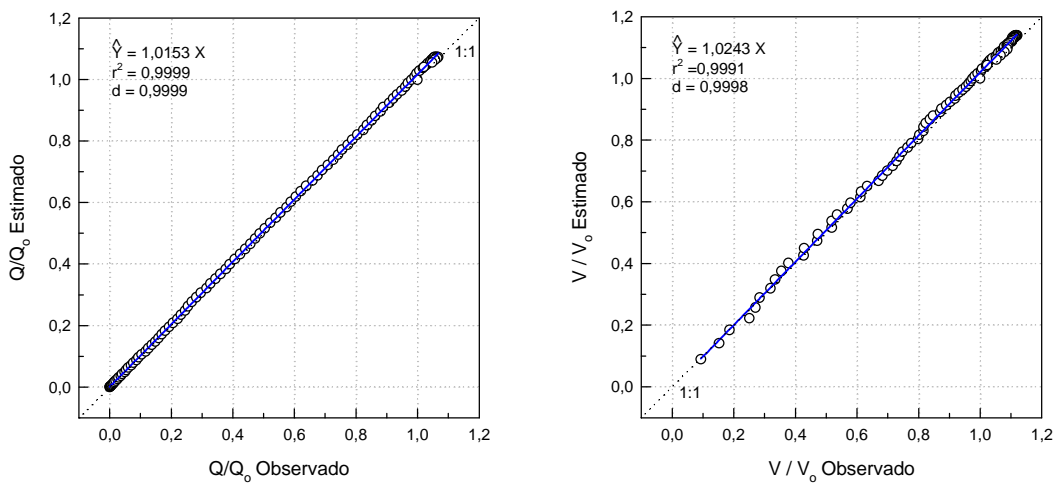 1,2
1,0
0,8
0,6
0,4
0,2
0,0
Q/Qo Estimado
Ŷ = 1,0153 X
r² = 0,9999
d = 0,9999
1:1
0,0 0,2 0,4 0,6 0,8 1,0 1,2
Q/Qo Observado
1,2
1,0
0,8
0,6
0,4
0,2
0,0
V / Vo Estimado
Ŷ = 1,0243 X
r² =0,9991
d = 0,9998
1:1
0,0 0,2 0,4 0,6 0,8 1,0 1,2
V / Vo Observado